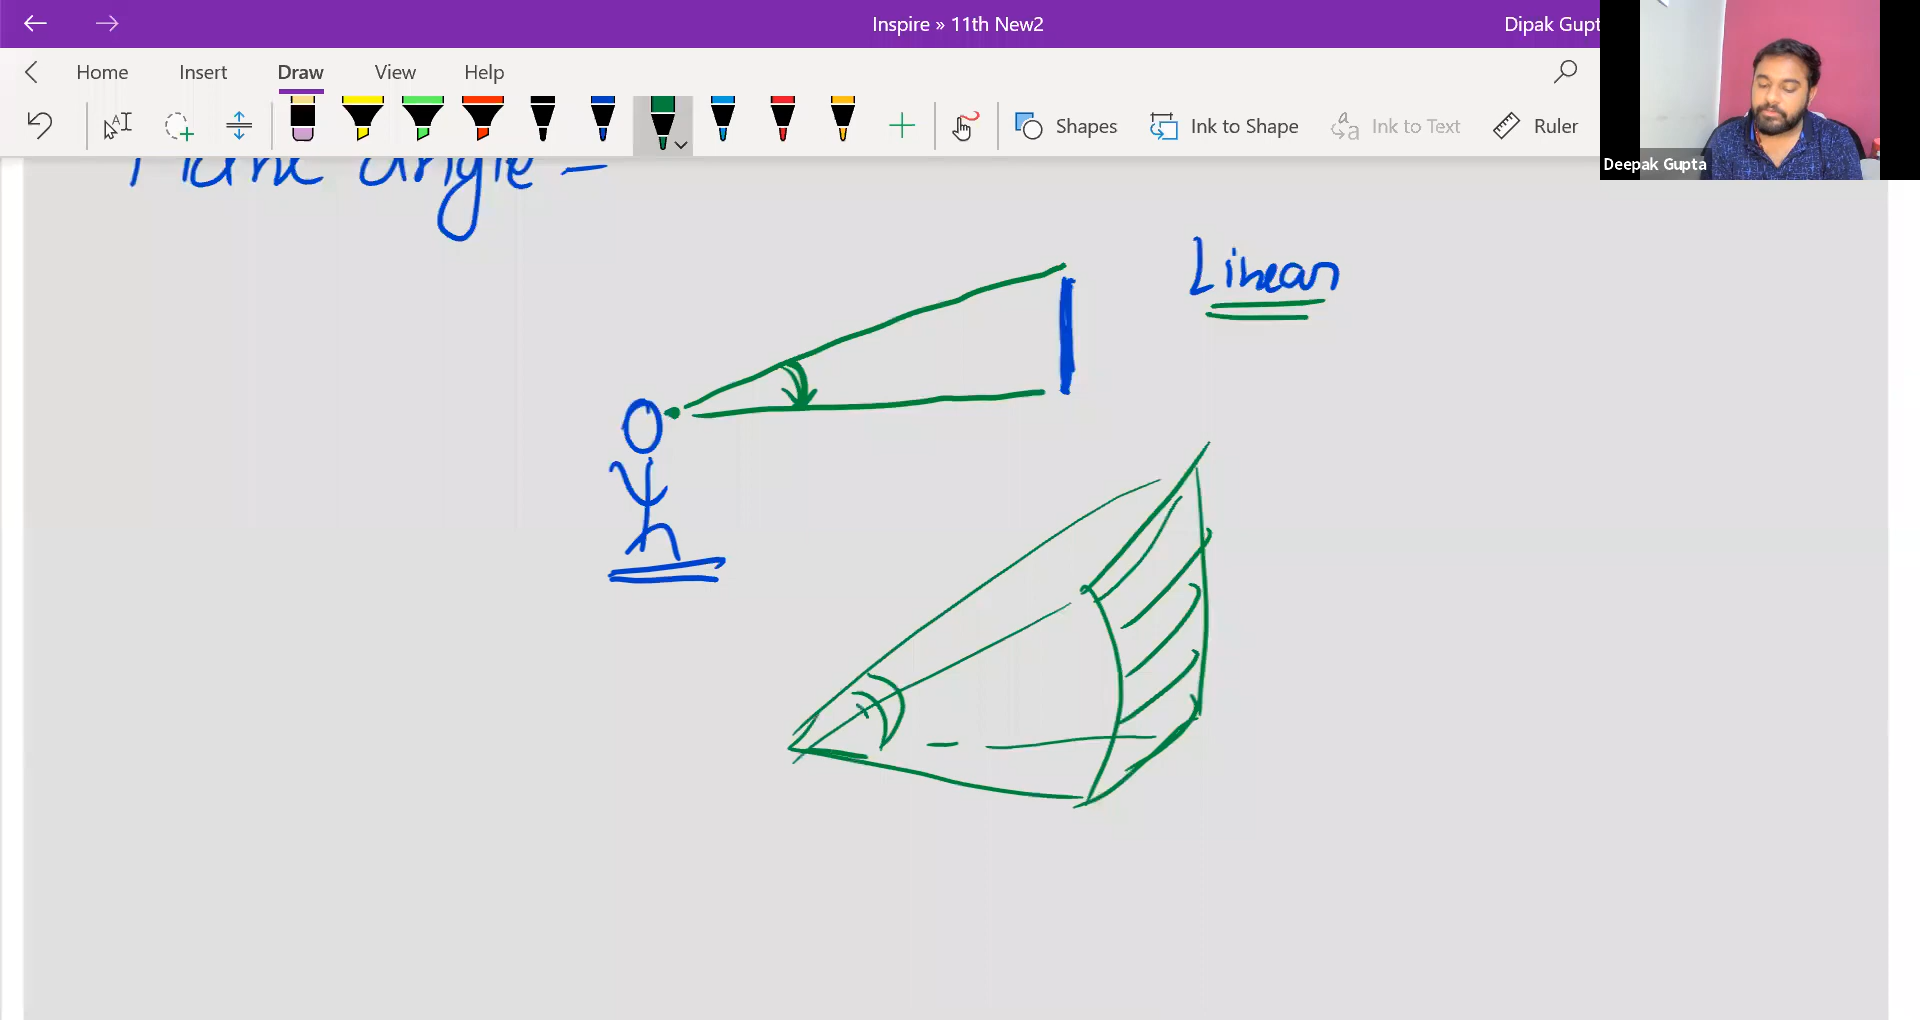 Inspire » 11th New2
Dipak Gupt
Home Insert Draw View Help
Shapes Ink to Shape Ink to Text Ruler
Deepak Gupta
Plane angle -
Linear